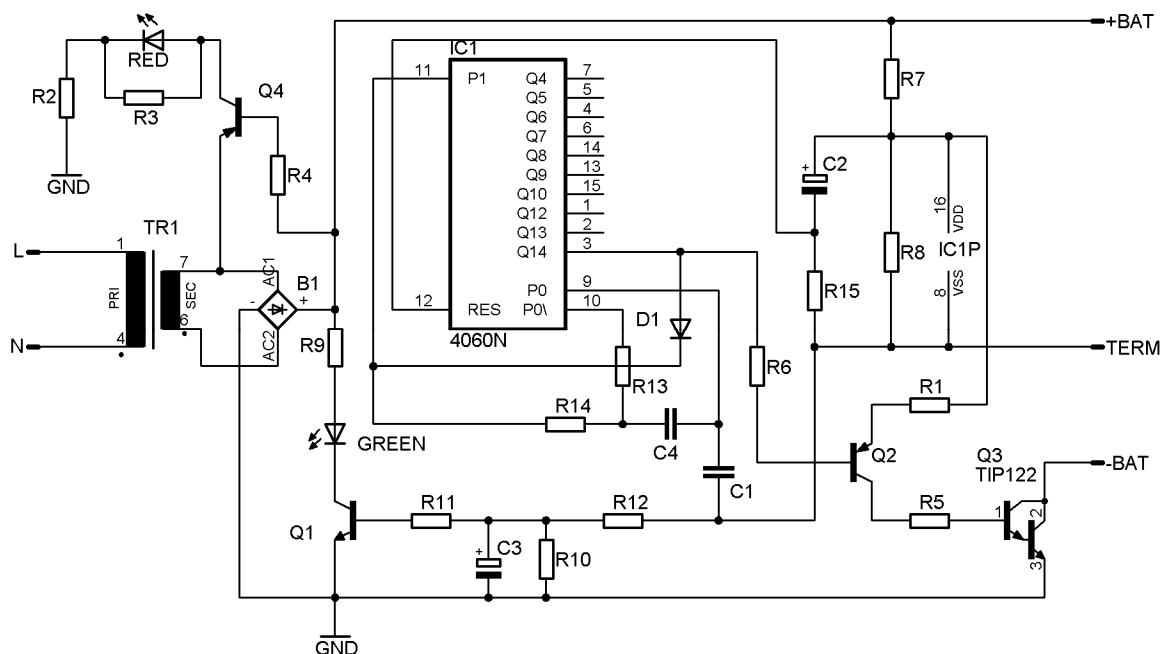 +BAT
IC1
RED
R2
R3
Q4
R4
GND
11
P1
12
RES
4060N
Q4
7
Q5
5
Q6
4
Q7
6
Q8
14
Q9
13
Q10
15
Q12
1
Q13
2
Q14
3
P0
9
P0\
10
R7
+
C2
R8
16
VDD
IC1P
8
VSS
R15
TR1
L
1
PRI
N
4
7
SEC
6
AC1
B1
-
+
AC2
R9
D1
R13
R6
TERM
R14
C4
GREEN
R1
Q2
Q3
TIP122
-BAT
C1
R11
R12
R5
1
2
3
Q1
+
C3
R10
GND